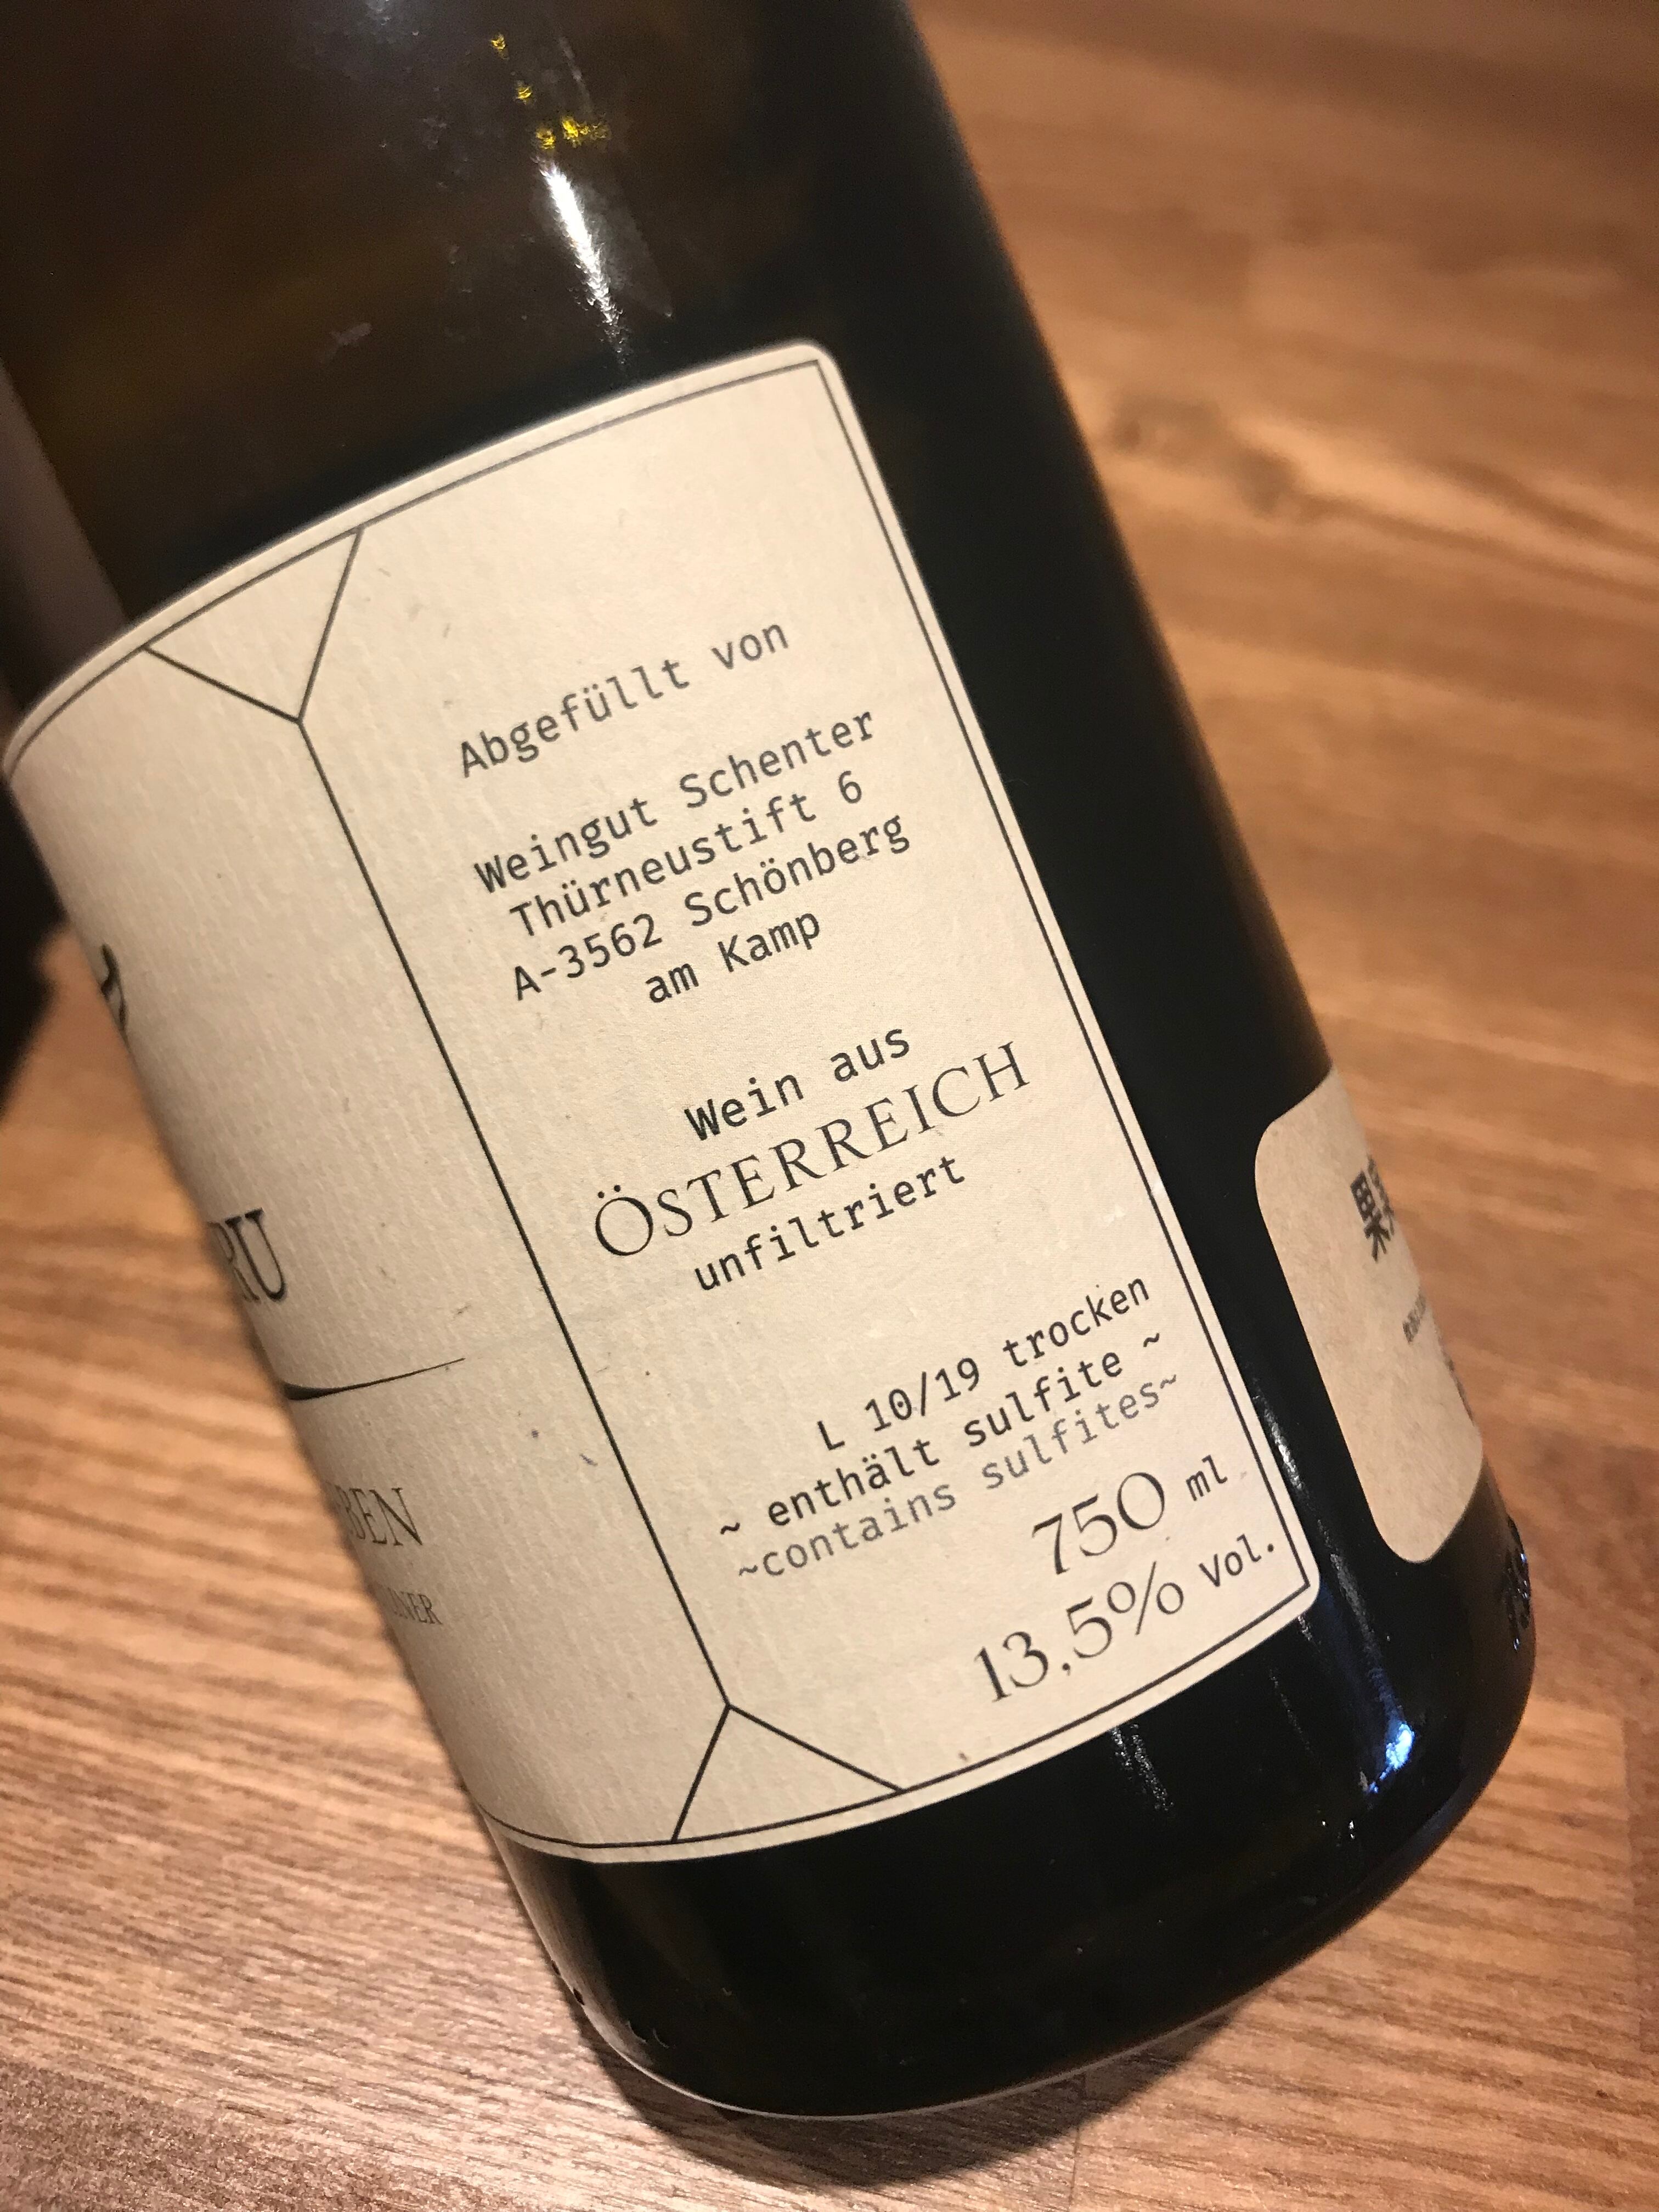 Abgefüllt von
Weingut Schenter
Thürneustift 6
A-3562 Schönberg
am Kamp
Wein aus
ÖSTERREICH
unfiltriert
L 10/19 trocken
~ enthält sulfite ~
~contains sulfites~
750 ml
13,5% Vol.